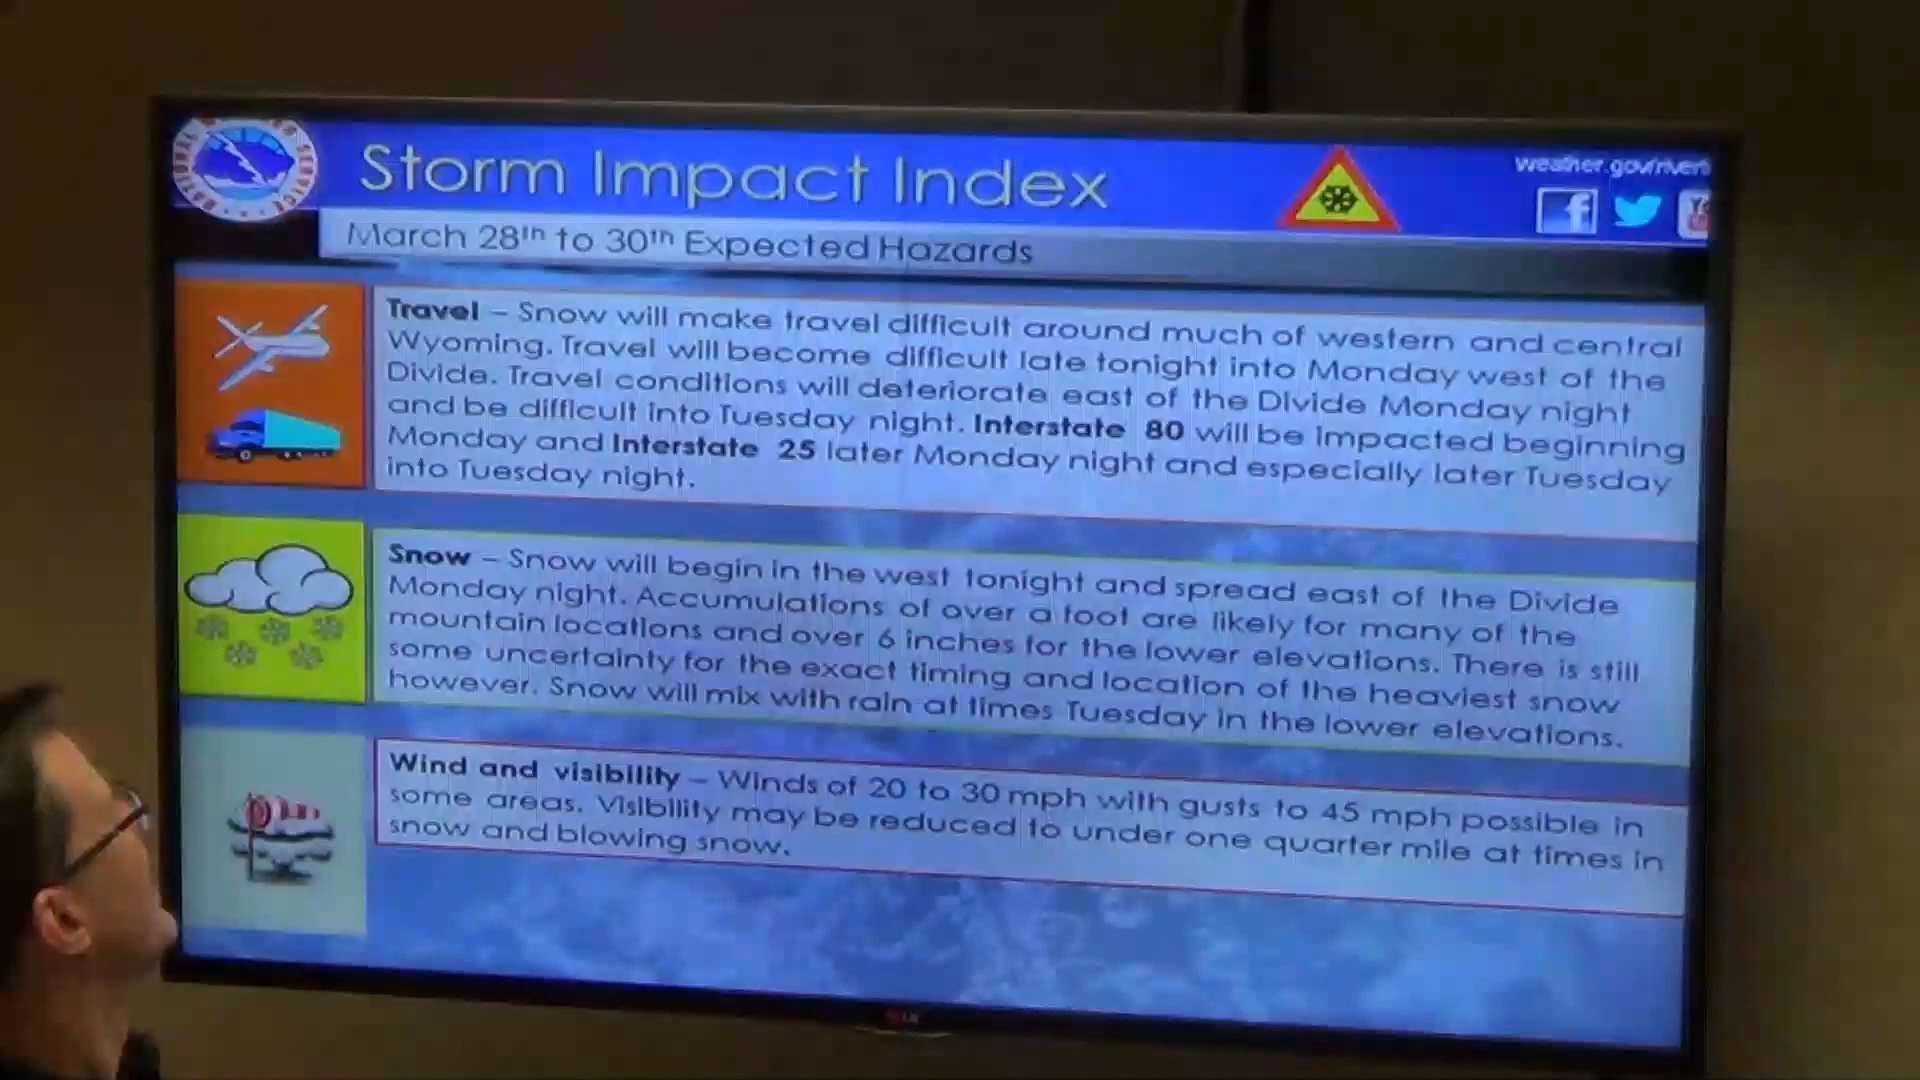 NATIONAL SERVICE
Storm Impact Index
weather.gov/river
March 28th to 30th Expected Hazards
Travel – Snow will make travel difficult around much of western and central
Wyoming. Travel will become difficult late tonight into Monday west of the
Divide. Travel conditions will deteriorate east of the Divide Monday night
and be difficult into Tuesday night. Interstate 80 will be impacted beginning
Monday and Interstate 25 later Monday night and especially later Tuesday
into Tuesday night.
Snow – Snow will begin in the west tonight and spread east of the Divide
Monday night. Accumulations of over a foot are likely for many of the
mountain locations and over 6 inches for the lower elevations. There is still
some uncertainty for the exact timing and location of the heaviest snow
however. Snow will mix with rain at times Tuesday in the lower elevations.
Wind and visibility – Winds of 20 to 30 mph with gusts to 45 mph possible in
some areas. Visibility may be reduced to under one quarter mile at times in
snow and blowing snow.
LG